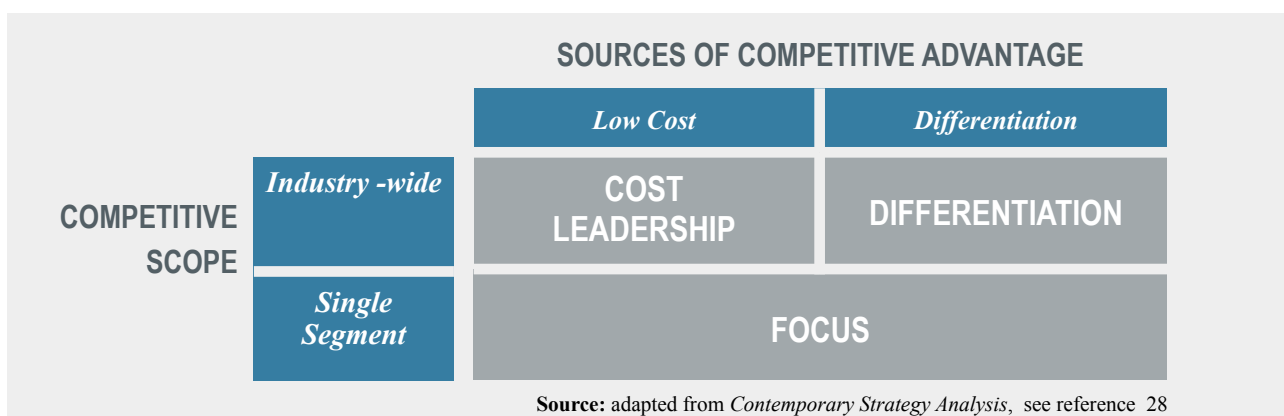 SOURCES OF COMPETITIVE ADVANTAGE
Low Cost
Differentiation
COMPETITIVE
SCOPE
Industry -wide
COST
LEADERSHIP
DIFFERENTIATION
Single
Segment
FOCUS
Source: adapted from Contemporary Strategy Analysis, see reference 28